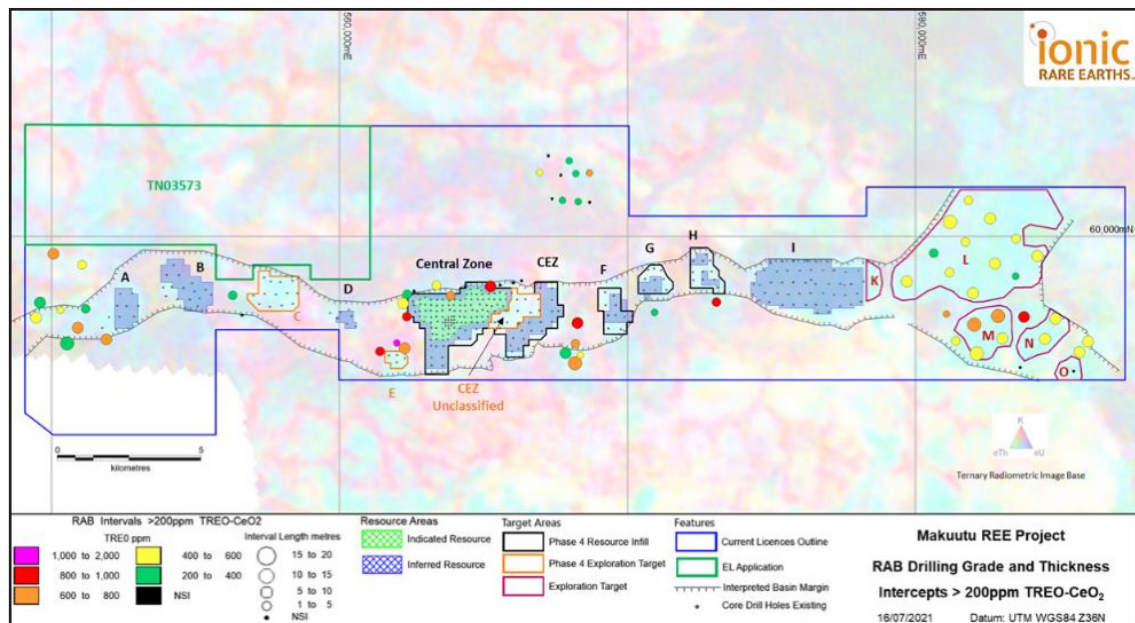 560,000mE
580,000mE
ionic
RARE EARTHS.
TN03573
60,000mN
A
B
C
D
E
Central Zone
CEZ
F
G
H
I
K
L
M
N
O
CEZ
Unclassified
0
5
kilometres
K
eTh
eU
Ternary Radiometric Image Base
RAB Intervals >200ppm TREO-CeO2
TREO ppm
1,000 to 2,000
800 to 1,000
600 to 800
400 to 600
200 to 400
NSI
Interval Length metres
15 to 20
10 to 15
5 to 10
1 to 5
NSI
Resource Areas
Indicated Resource
Inferred Resource
Target Areas
Phase 4 Resource Infill
Phase 4 Exploration Target
Exploration Target
Features
Current Licences Outline
EL Application
Interpreted Basin Margin
Core Drill Holes Existing
Makuutu REE Project
RAB Drilling Grade and Thickness
Intercepts > 200ppm TREO-CeO₂
16/07/2021 Datum: UTM WGS84 Z36N